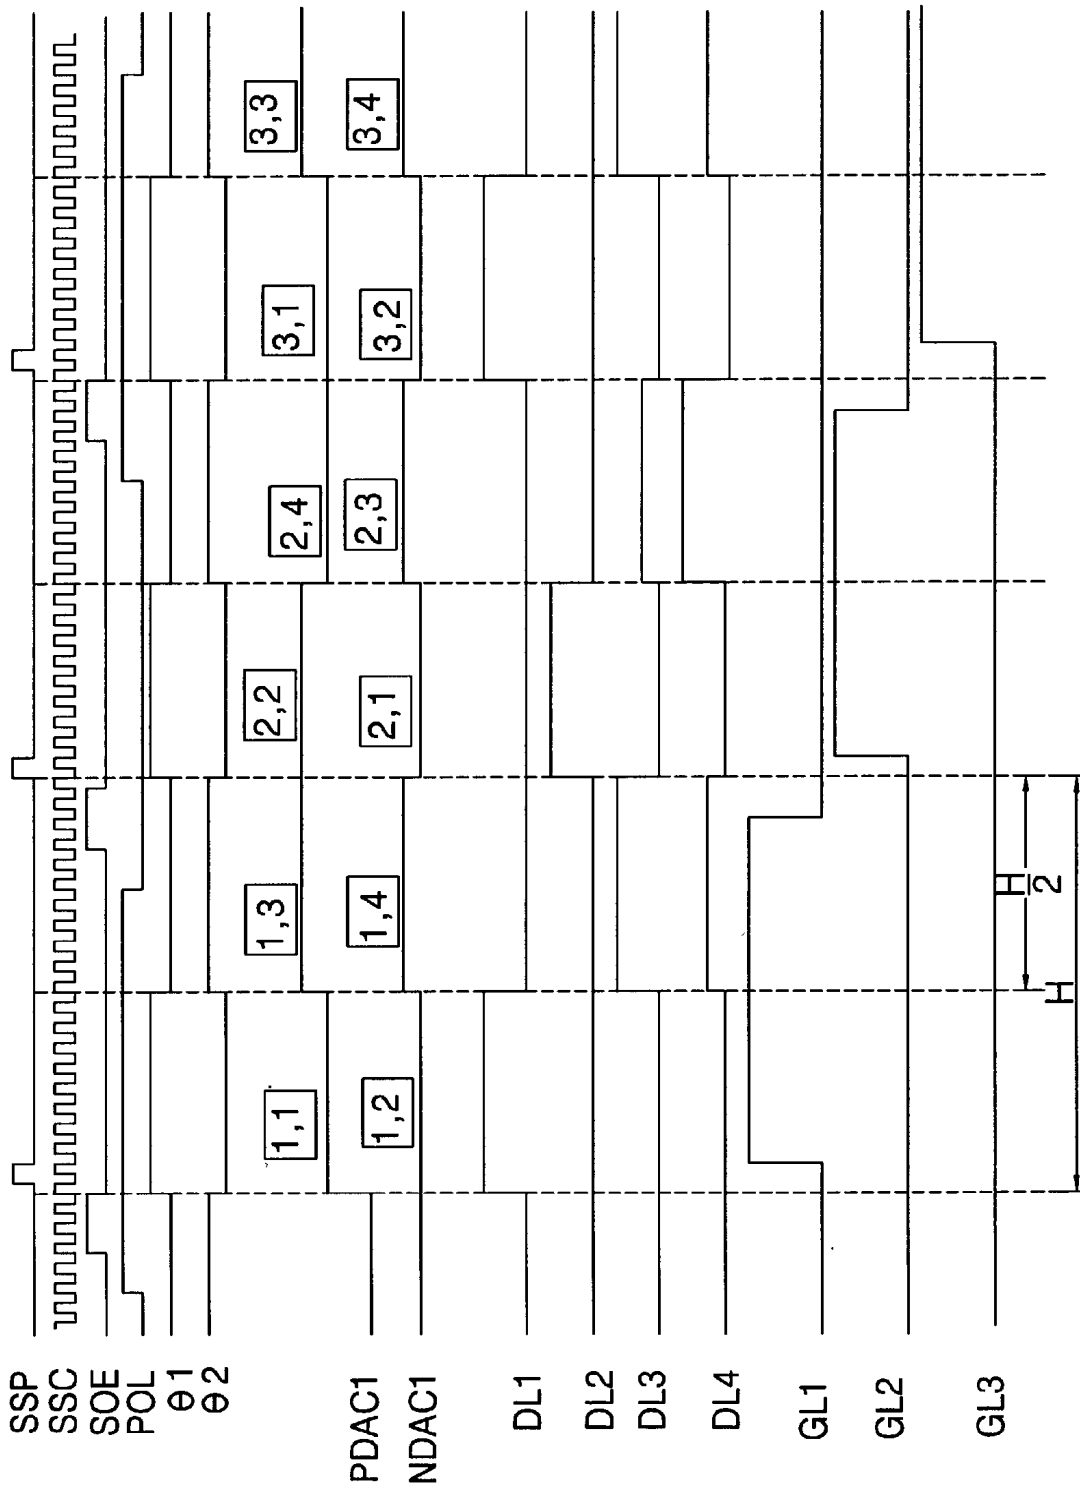 SSP
SSC
SOE
POL
θ1
θ2
PDAC1 1,1 1,3 2,2 2,4 3,1 3,3
NDAC1 1,2 1,4 2,1 2,3 3,2 3,4
DL1
DL2
DL3
DL4
GL1
GL2
GL3
H/2
H